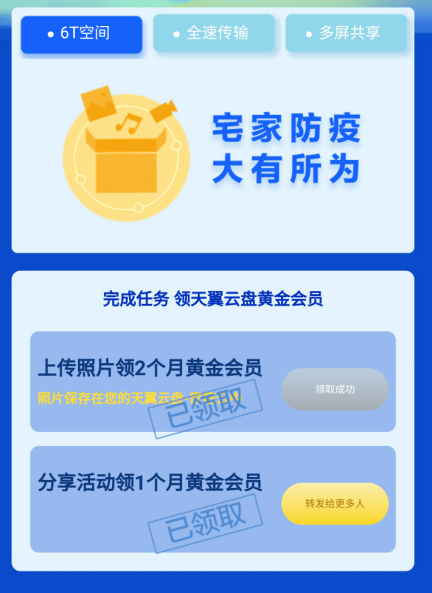 6T空间
全速传输
多屏共享
宅家防疫
大有所为
完成任务 领天翼云盘黄金会员
上传照片领2个月黄金会员
照片保存在您的天翼云盘
已领取
领取成功
分享活动领1个月黄金会员
已领取
转发给更多人